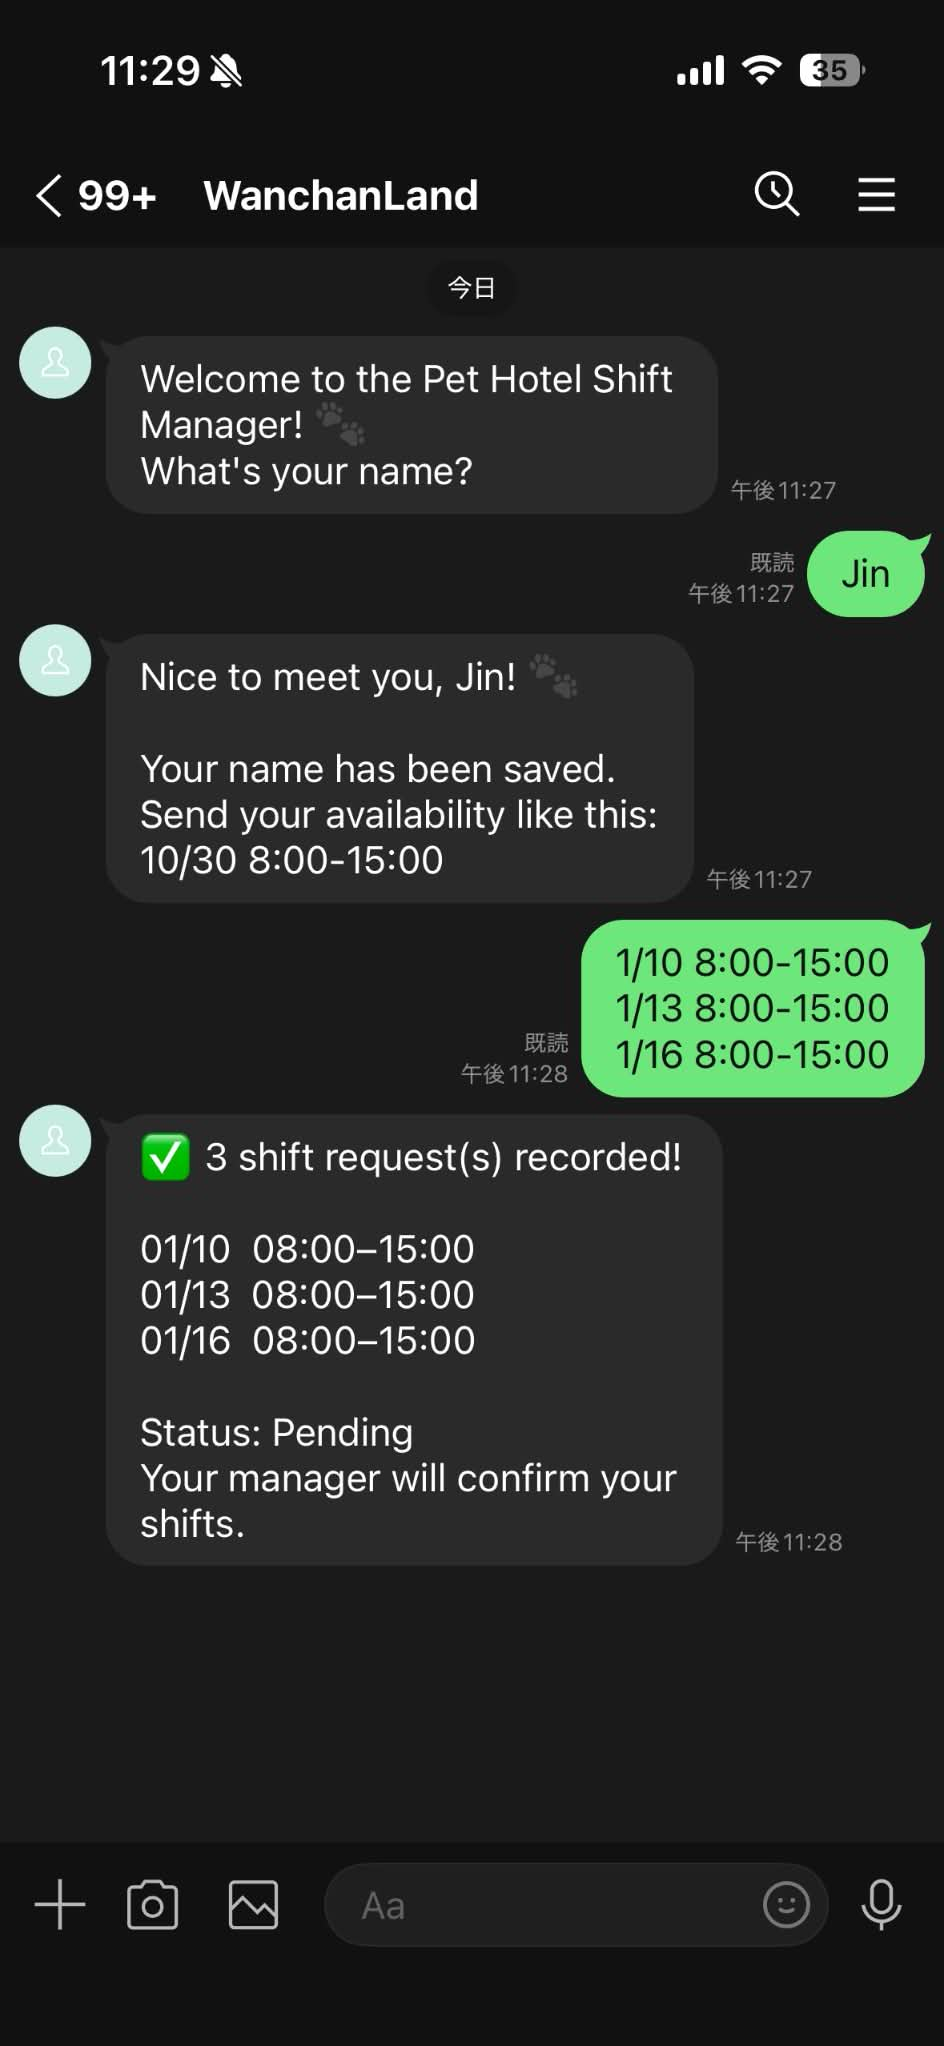 11:29
35
99+ WanchanLand
今日
Welcome to the Pet Hotel Shift
Manager! 🐾
What's your name?
午後11:27
既読
午後11:27
Jin
Nice to meet you, Jin! 🐾
Your name has been saved.
Send your availability like this:
10/30 8:00-15:00
午後11:27
1/10 8:00-15:00
1/13 8:00-15:00
1/16 8:00-15:00
既読
午後11:28
✅ 3 shift request(s) recorded!
01/10  08:00–15:00
01/13  08:00–15:00
01/16  08:00–15:00
Status: Pending
Your manager will confirm your
shifts.
午後11:28
Aa